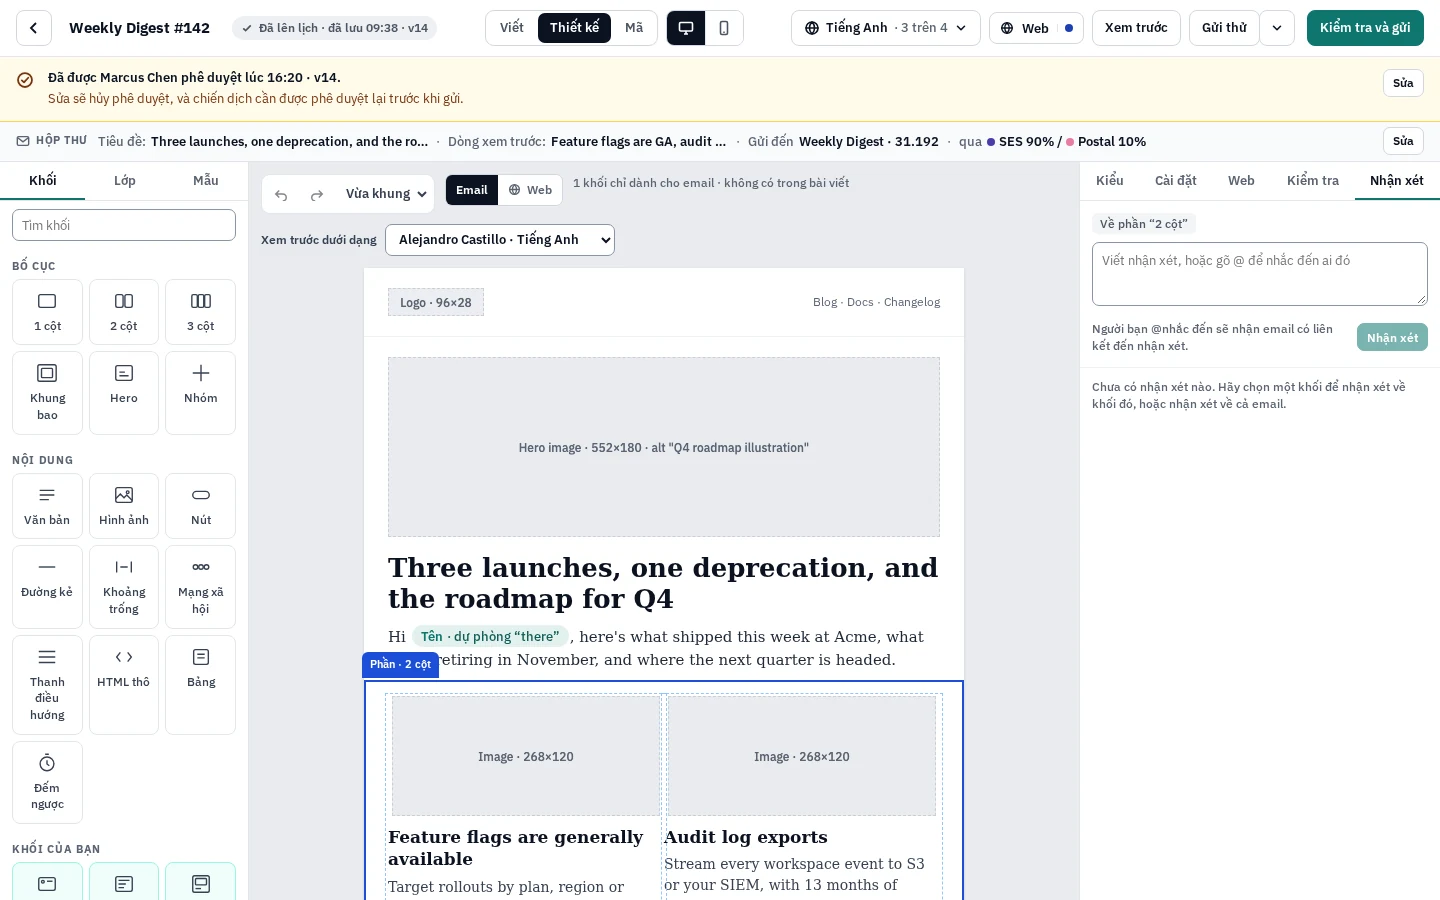 Weekly Digest #142
Đã lên lịch · đã lưu 09:38 · v14
Viết
Thiết kế
Mã
Tiếng Anh · 3 trên 4
Web
Xem trước
Gửi thử
Kiểm tra và gửi
Đã được Marcus Chen phê duyệt lúc 16:20 · v14.
Sửa sẽ hủy phê duyệt, và chiến dịch cần được phê duyệt lại trước khi gửi.
Sửa
HỘP THƯ
Tiêu đề: Three launches, one deprecation, and the ro… · Dòng xem trước: Feature flags are GA, audit … · Gửi đến Weekly Digest · 31.192 · qua SES 90% / Postal 10%
Sửa
Khối
Lớp
Mẫu
Tìm khối
BỐ CỤC
1 cột
2 cột
3 cột
Khung bao
Hero
Nhóm
NỘI DUNG
Văn bản
Hình ảnh
Nút
Đường kẻ
Khoảng trống
Mạng xã hội
Thanh điều hướng
HTML thô
Bảng
Đếm ngược
KHỐI CỦA BẠN
Vừa khung
Email
Web
1 khối chỉ dành cho email · không có trong bài viết
Xem trước dưới dạng
Alejandro Castillo · Tiếng Anh
Logo · 96×28
Blog · Docs · Changelog
Hero image · 552×180 · alt "Q4 roadmap illustration"
Three launches, one deprecation, and
the roadmap for Q4
Hi Tên · dự phòng “there” , here's what shipped this week at Acme, what
retiring in November, and where the next quarter is headed.
Phần · 2 cột
Image · 268×120
Image · 268×120
Feature flags are generally
available
Target rollouts by plan, region or
Audit log exports
Stream every workspace event to S3
or your SIEM, with 13 months of
Kiểu
Cài đặt
Web
Kiểm tra
Nhận xét
Về phần “2 cột”
Viết nhận xét, hoặc gõ @ để nhắc đến ai đó
Người bạn @nhắc đến sẽ nhận email có liên
kết đến nhận xét.
Nhận xét
Chưa có nhận xét nào. Hãy chọn một khối để nhận xét về
khối đó, hoặc nhận xét về cả email.